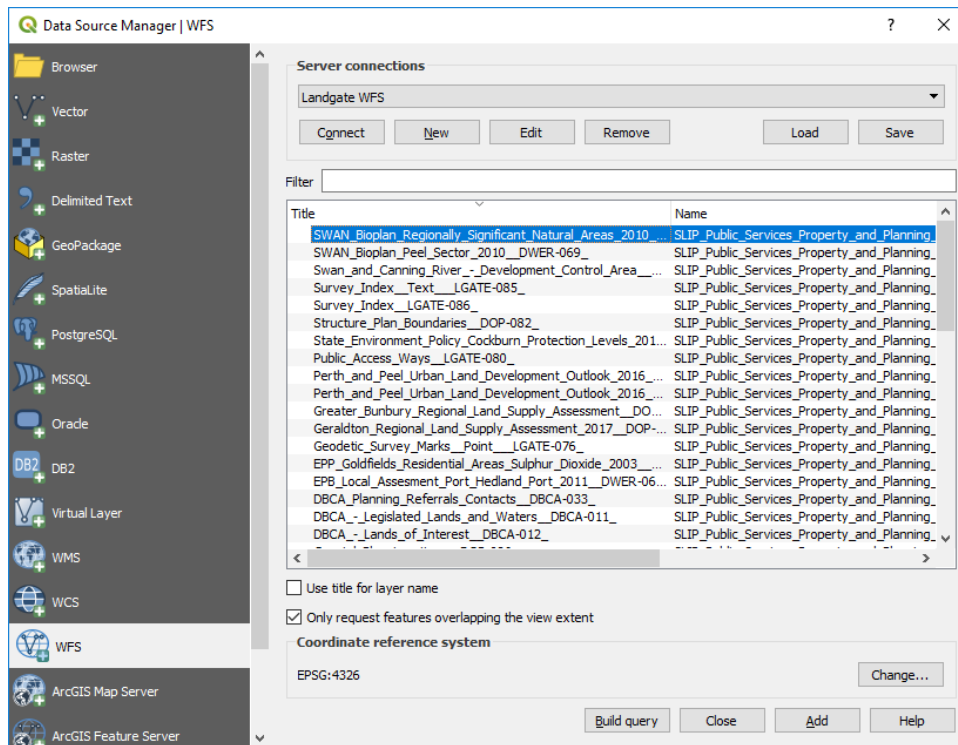 Data Source Manager | WFS
? 
Browser
Vector
Raster
Delimited Text
GeoPackage
SpatiaLite
PostgreSQL
MSSQL
Oracle
DB2 DB2
Virtual Layer
WMS
WCS
WFS
ArcGIS Map Server
ArcGIS Feature Server
Server connections
Landgate WFS
Connect New Edit Remove Load Save
Filter
Title Name
SWAN_Bioplan_Regionally_Significant_Natural_Areas_2010_... SLIP_Public_Services_Property_and_Planning_
SWAN_Bioplan_Peel_Sector_2010__DWER-069_ SLIP_Public_Services_Property_and_Planning_
Swan_and_Canning_River_-_Development_Control_Area__... SLIP_Public_Services_Property_and_Planning_
Survey_Index__Text___LGATE-085_ SLIP_Public_Services_Property_and_Planning_
Survey_Index__LGATE-086_ SLIP_Public_Services_Property_and_Planning_
Structure_Plan_Boundaries__DOP-082_ SLIP_Public_Services_Property_and_Planning_
State_Environment_Policy_Cockburn_Protection_Levels_201... SLIP_Public_Services_Property_and_Planning_
Public_Access_Ways__LGATE-080_ SLIP_Public_Services_Property_and_Planning_
Perth_and_Peel_Urban_Land_Development_Outlook_2016_... SLIP_Public_Services_Property_and_Planning_
Perth_and_Peel_Urban_Land_Development_Outlook_2016_... SLIP_Public_Services_Property_and_Planning_
Greater_Bunbury_Regional_Land_Supply_Assessment__DO... SLIP_Public_Services_Property_and_Planning_
Geraldton_Regional_Land_Supply_Assessment_2017__DOP-... SLIP_Public_Services_Property_and_Planning_
Geodetic_Survey_Marks__Point___LGATE-076_ SLIP_Public_Services_Property_and_Planning_
EPP_Goldfields_Residential_Areas_Sulphur_Dioxide_2003__... SLIP_Public_Services_Property_and_Planning_
EPB_Local_Assesment_Port_Hedland_Port_2011__DWER-06... SLIP_Public_Services_Property_and_Planning_
DBCA_Planning_Referrals_Contacts__DBCA-033_ SLIP_Public_Services_Property_and_Planning_
DBCA_-_Legislated_Lands_and_Waters__DBCA-011_ SLIP_Public_Services_Property_and_Planning_
DBCA_-_Lands_of_Interest__DBCA-012_ SLIP_Public_Services_Property_and_Planning_
Use title for layer name
Only request features overlapping the view extent
Coordinate reference system
EPSG:4326 Change...
Build query Close Add Help